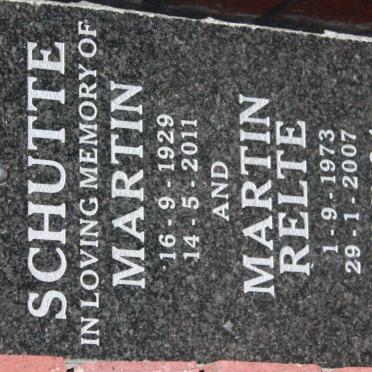 SCHUTTE
IN LOVING MEMORY OF
MARTIN
16 - 9 - 1929
14 - 5 - 2011
AND
MARTIN
RELTE
1 - 9 - 1973
29 - 1 - 2007